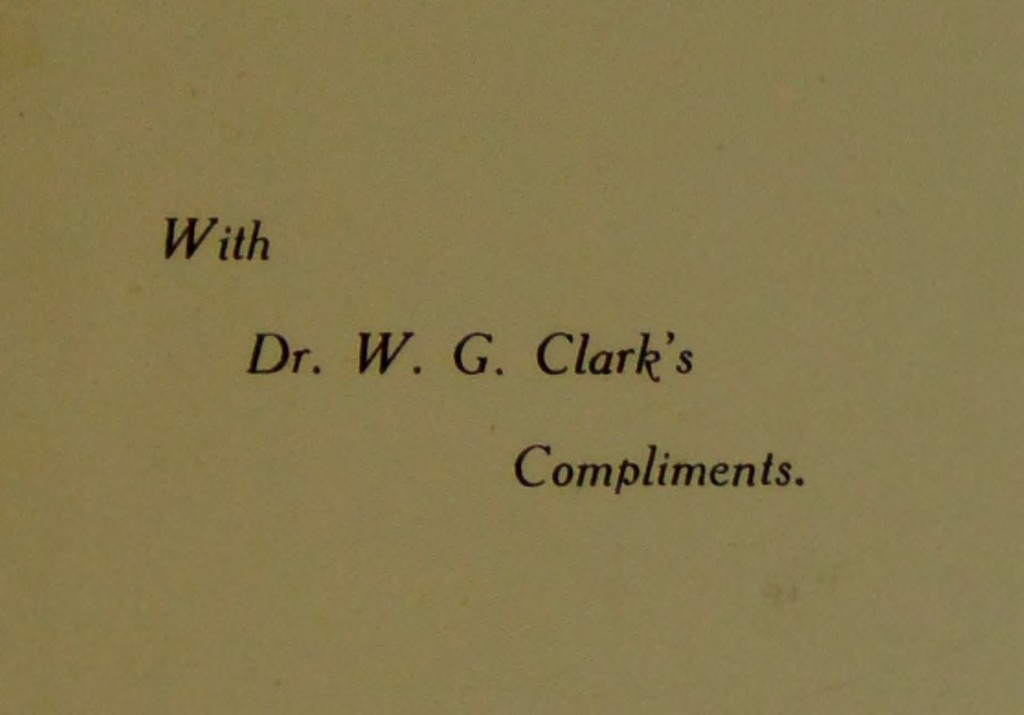 With
Dr. W. G. Clark's
Compliments.